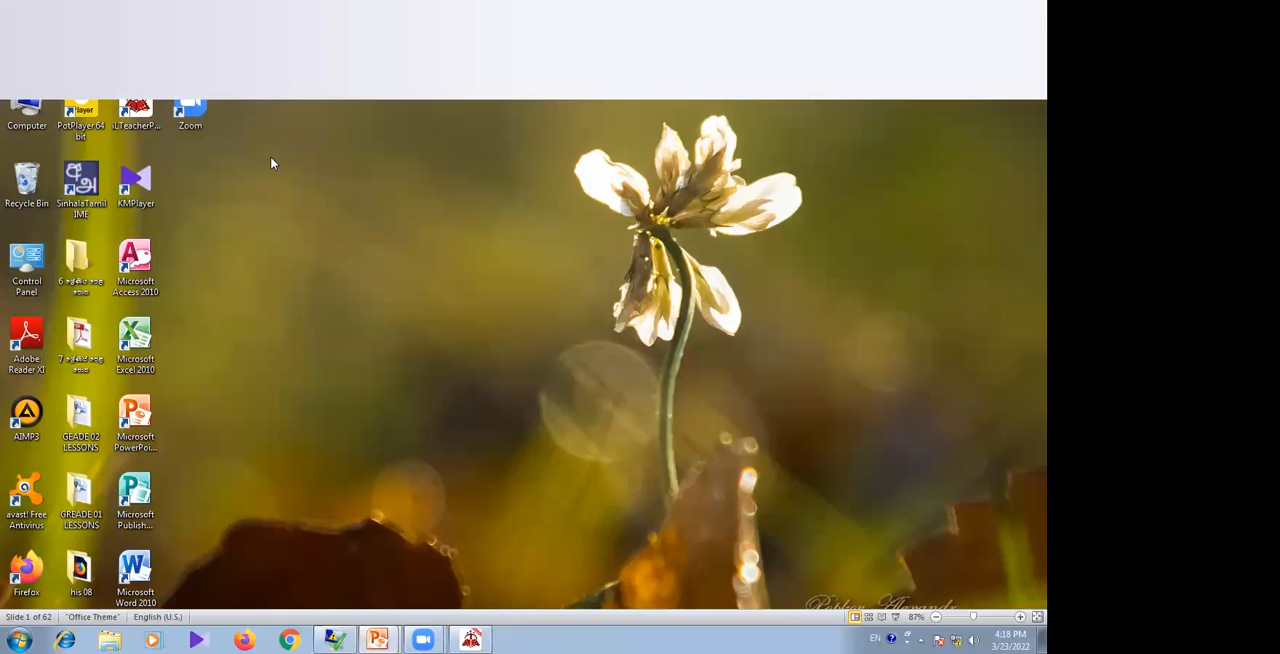 Computer
PotPlayer 64
bit
iLTeacherP...
Zoom
Recycle Bin
SinhalaTamil
IME
KMPlayer
Control
Panel
6
Microsoft
Access 2010
Adobe
Reader XI
7
Microsoft
Excel 2010
AIMP3
GEADE 02
LESSONS
Microsoft
PowerPoi...
avast! Free
Antivirus
GREADE 01
LESSONS
Microsoft
Publish...
Firefox
his 08
Microsoft
Word 2010
Slide 1 of 62
"Office Theme"
English (U.S.)
87%
EN
4:18 PM
3/23/2022